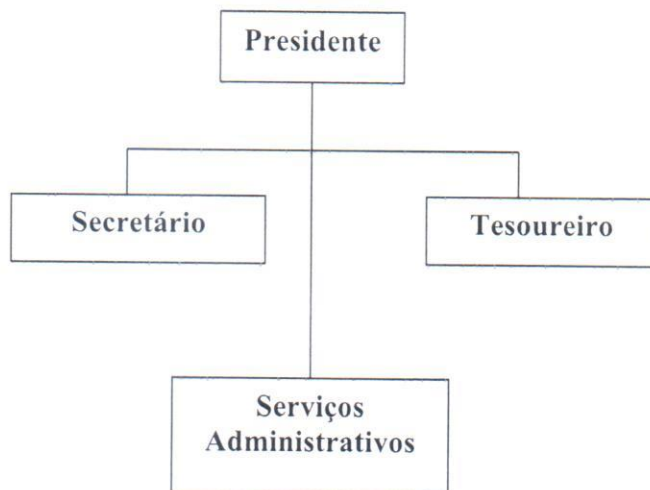 Presidente
Secretário
Tesoureiro
Serviços
Administrativos